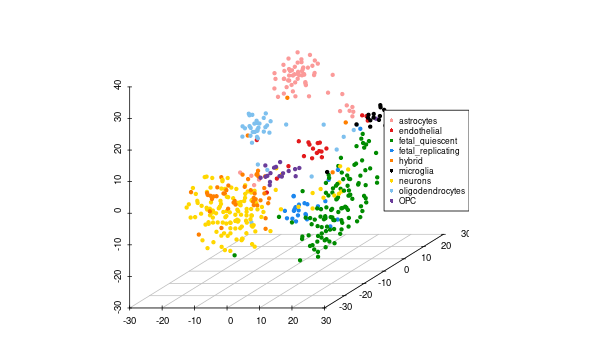 40
30
20
10
0
-10
-20
-30
-30 -20 -10 0 10 20 30
-30
-20
-10
0
10
20
astrocytes
endothelial
fetal_quiescent
fetal_replicating
hybrid
microglia
neurons
oligodendrocytes
OPC